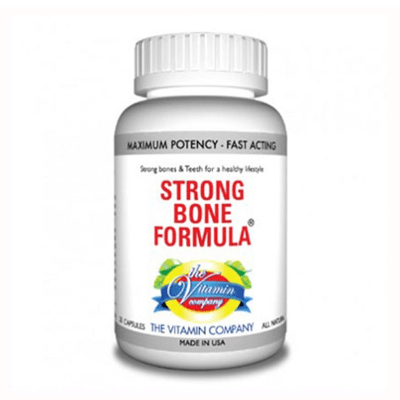 MAXIMUM POTENCY - FAST ACTING
Strong bones & Teeth for a healthy lifestyle
STRONG
BONE
FORMULA®
the
Vitamin
company
CAPSULES
THE VITAMIN COMPANY
ALL NATURAL
MADE IN USA